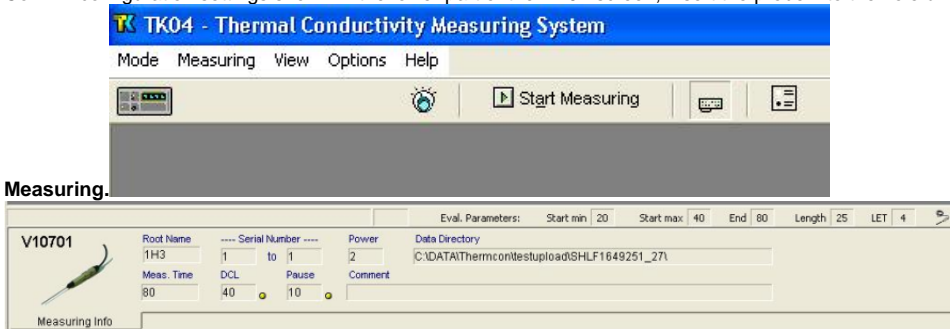 TK04 - Thermal Conductivity Measuring System
Mode Measuring View Options Help
Start Measuring
Measuring.
Eval. Parameters: Start min 20 Start max 40 End 80 Length 25 LET 4
V10701 Root Name ---- Serial Number ---- Power Data Directory
1H3 1 to 1 2 C:\DATA\Thermcon\testupload\SHLF1649251_27\
Meas. Time DCL Pause Comment
80 40 10
Measuring Info